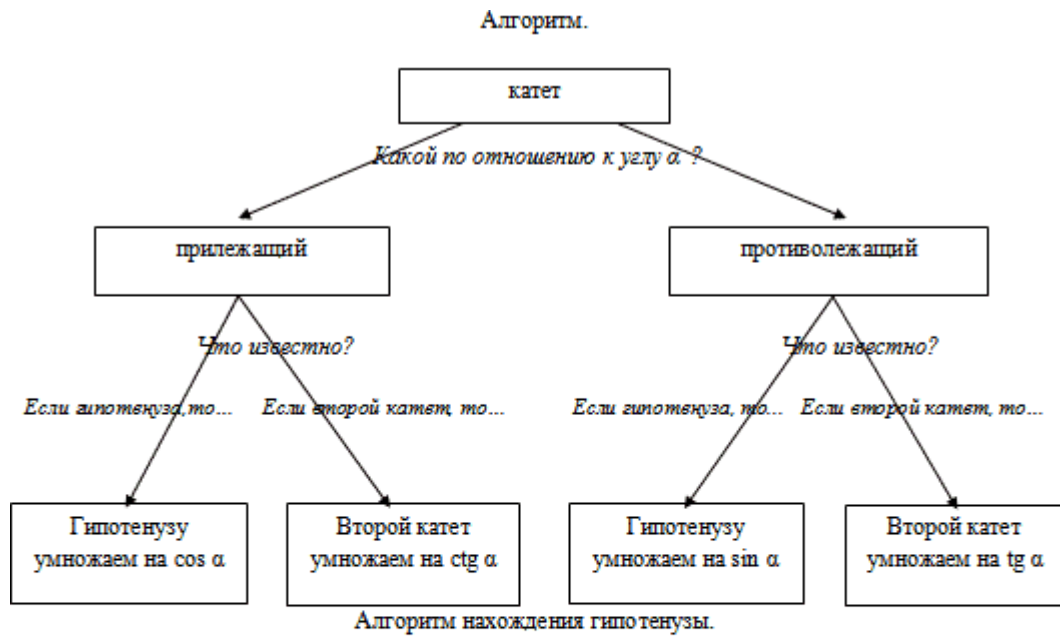 Алгоритм.
катет
Какой по отношению к углу α ?
прилежащий
противолежащий
Что известно?
Что известно?
Если гипотенуза,то...
Если второй катет, то...
Если гипотенуза, то...
Если второй катет, то...
Гипотенузу
умножаем на cos α
Второй катет
умножаем на ctg α
Гипотенузу
умножаем на sin α
Второй катет
умножаем на tg α
Алгоритм нахождения гипотенузы.